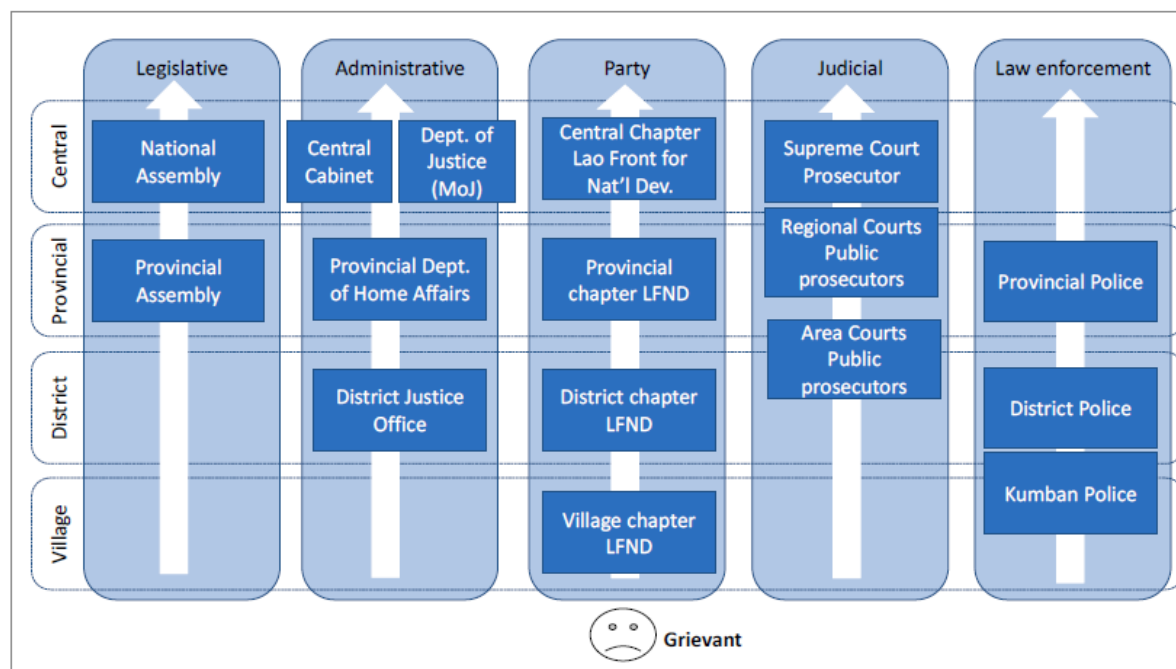 Legislative
Administrative
Party
Judicial
Law enforcement
Central
National
Assembly
Central
Cabinet
Dept. of
Justice
(MoJ)
Central Chapter
Lao Front for
Nat'l Dev.
Supreme Court
Prosecutor
Provincial
Provincial
Assembly
Provincial Dept.
of Home Affairs
Provincial
chapter LFND
Regional Courts
Public
prosecutors
Provincial Police
District
District Justice
Office
District chapter
LFND
Area Courts
Public
prosecutors
District Police
Village
Village chapter
LFND
Kumban Police
Grievant